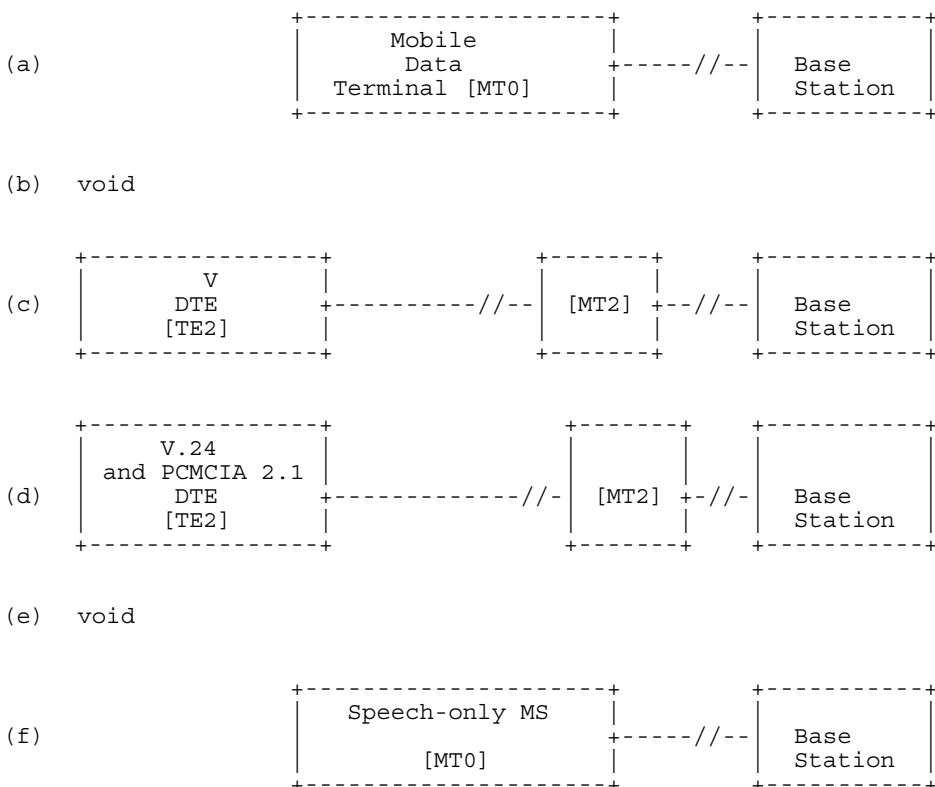 Mobile
(a) Data Base
Terminal [MT0] Station
(b) void
V
(c) DTE [MT2] Base
[TE2] Station
V.24
and PCMCIA 2.1
(d) DTE [MT2] Base
[TE2] Station
(e) void
Speech-only MS
(f) Base
[MT0] Station